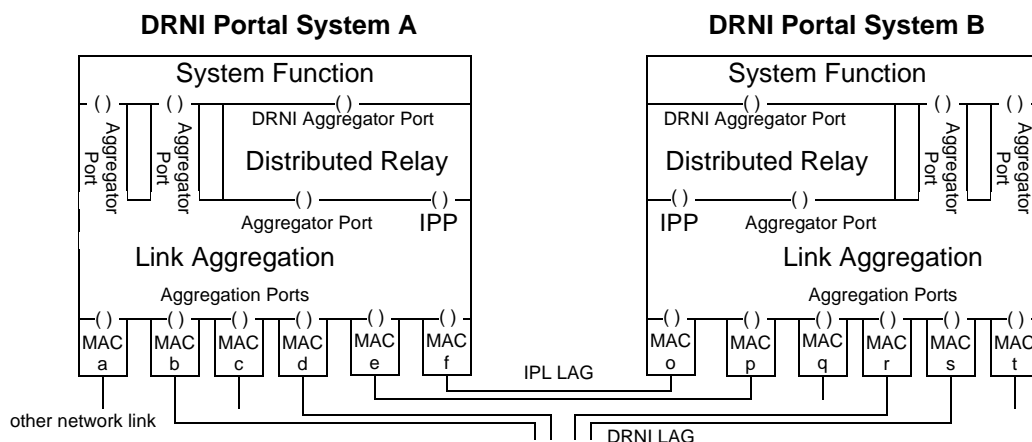 DRNI Portal System A
DRNI Portal System B
System Function
( ) ( ) ( )
Aggregator Port
Aggregator Port
DRNI Aggregator Port
Distributed Relay
( ) ( )
Aggregator Port
IPP
Link Aggregation
Aggregation Ports
( ) ( ) ( ) ( ) ( ) ( )
MAC a
MAC b
MAC c
MAC d
MAC e
MAC f
System Function
( ) ( ) ( )
DRNI Aggregator Port
Aggregator Port
Aggregator Port
Distributed Relay
( ) ( )
IPP
Aggregator Port
Link Aggregation
Aggregation Ports
( ) ( ) ( ) ( ) ( ) ( )
MAC o
MAC p
MAC q
MAC r
MAC s
MAC t
IPL LAG
other network link
DRNI LAG